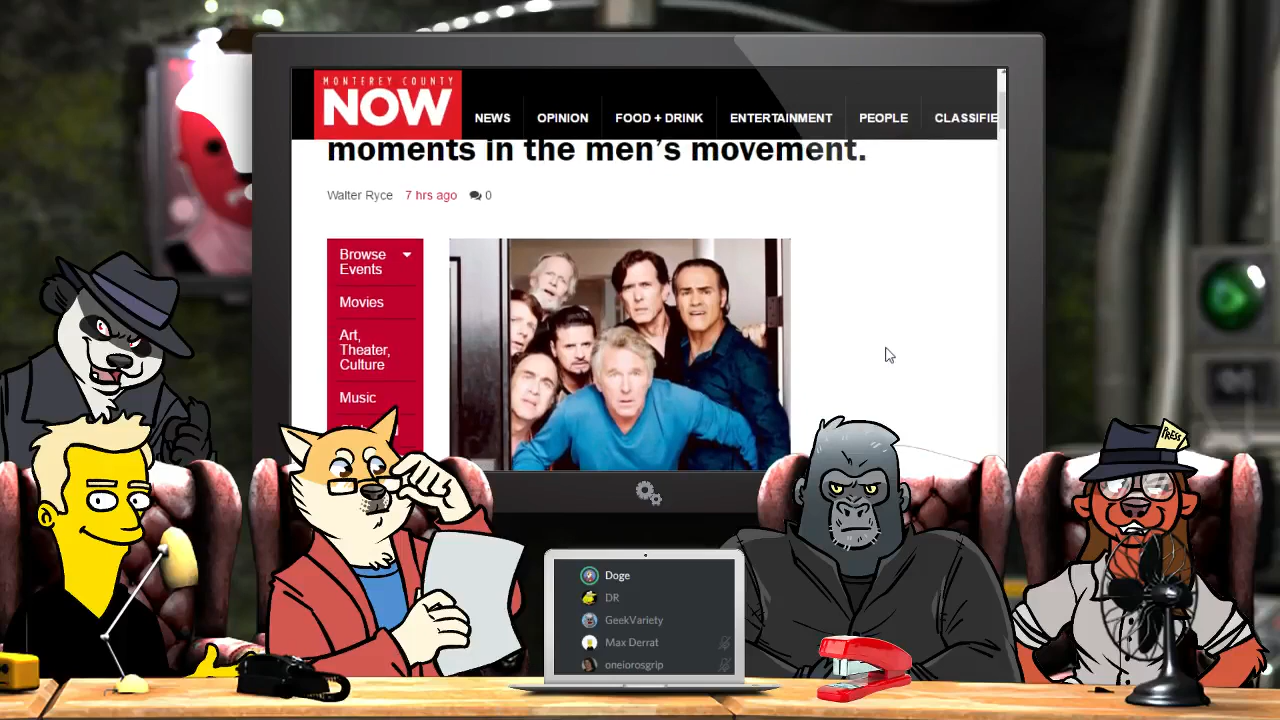 MONTEREY COUNTY
NOW
NEWS
OPINION
FOOD + DRINK
ENTERTAINMENT
PEOPLE
CLASSIFIE
moments in the men's movement.
Walter Ryce 7 hrs ago 0
Browse
Events
Movies
Art,
Theater,
Culture
Music
PRESS
Doge
DR
GeekVariety
Max Derrat
oneiorosgrip